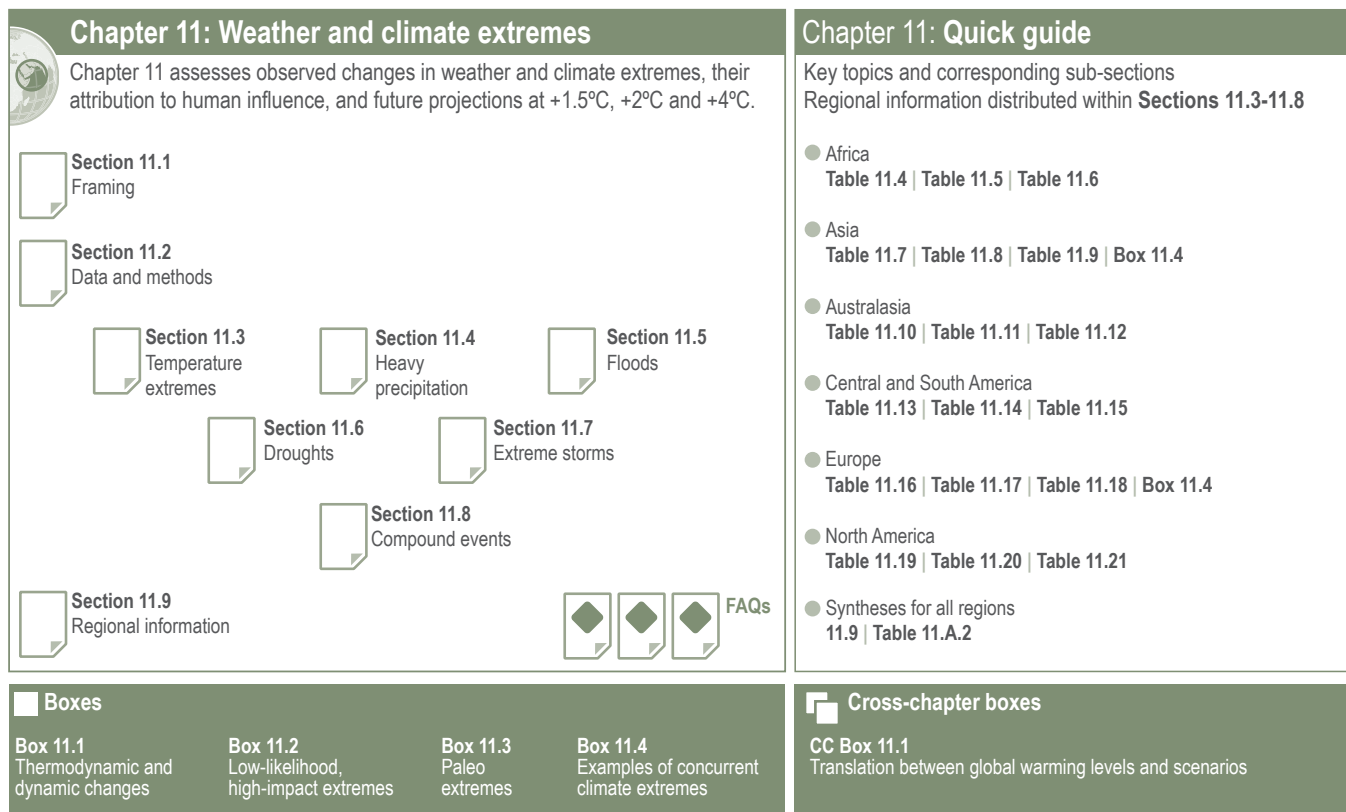 Chapter 11: Weather and climate extremes
Chapter 11 assesses observed changes in weather and climate extremes, their
attribution to human influence, and future projections at +1.5ºC, +2ºC and +4ºC.
Section 11.1
Framing
Section 11.2
Data and methods
Section 11.3
Temperature
extremes
Section 11.4
Heavy
precipitation
Section 11.5
Floods
Section 11.6
Droughts
Section 11.7
Extreme storms
Section 11.8
Compound events
Section 11.9
Regional information
FAQs
Chapter 11: Quick guide
Key topics and corresponding sub-sections
Regional information distributed within Sections 11.3-11.8
Africa
Table 11.4 | Table 11.5 | Table 11.6
Asia
Table 11.7 | Table 11.8 | Table 11.9 | Box 11.4
Australasia
Table 11.10 | Table 11.11 | Table 11.12
Central and South America
Table 11.13 | Table 11.14 | Table 11.15
Europe
Table 11.16 | Table 11.17 | Table 11.18 | Box 11.4
North America
Table 11.19 | Table 11.20 | Table 11.21
Syntheses for all regions
11.9 | Table 11.A.2
Boxes
Box 11.1
Thermodynamic and
dynamic changes
Box 11.2
Low-likelihood,
high-impact extremes
Box 11.3
Paleo
extremes
Box 11.4
Examples of concurrent
climate extremes
Cross-chapter boxes
CC Box 11.1
Translation between global warming levels and scenarios